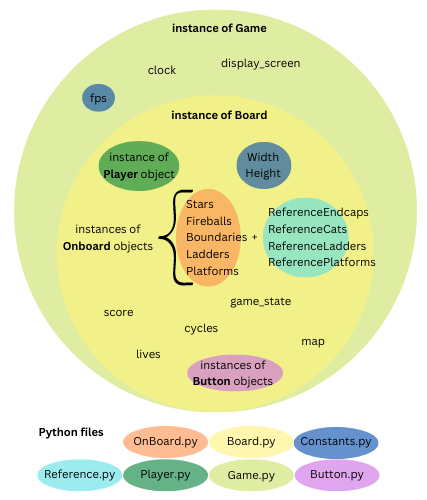 instance of Game
clock
display_screen
fps
instance of Board
instance of
Player object
Width
Height
instances of
Onboard objects
Stars
Fireballs
Boundaries +
Ladders
Platforms
ReferenceEndcaps
ReferenceCats
ReferenceLadders
ReferencePlatforms
game_state
score
cycles
map
lives
instances of
Button objects
Python files
OnBoard.py
Board.py
Constants.py
Reference.py
Player.py
Game.py
Button.py